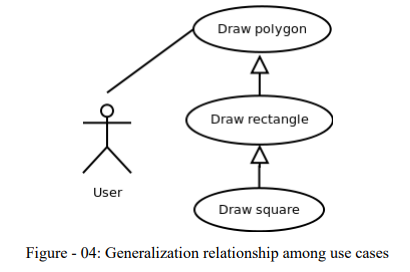 Draw polygon
Draw rectangle
User
Draw square
Figure - 04: Generalization relationship among use cases